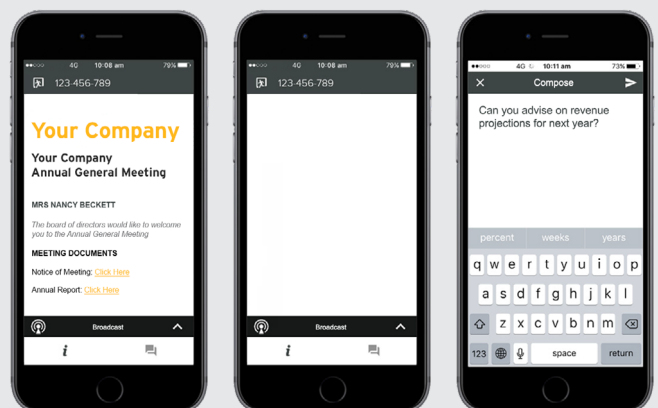 4G 10:08 am 79%
123-456-789
Your Company
Your Company
Annual General Meeting
MRS NANCY BECKETT
The board of directors would like to welcome
you to the Annual General Meeting
MEETING DOCUMENTS
Notice of Meeting: Click Here
Annual Report: Click Here
Broadcast
i
4G 10:08 am 79%
123-456-789
Broadcast
i
4G 10:11 am 73%
Compose
Can you advise on revenue
projections for next year?
percent weeks years
q w e r t y u i o p
a s d f g h j k l
z x c v b n m
123 space return